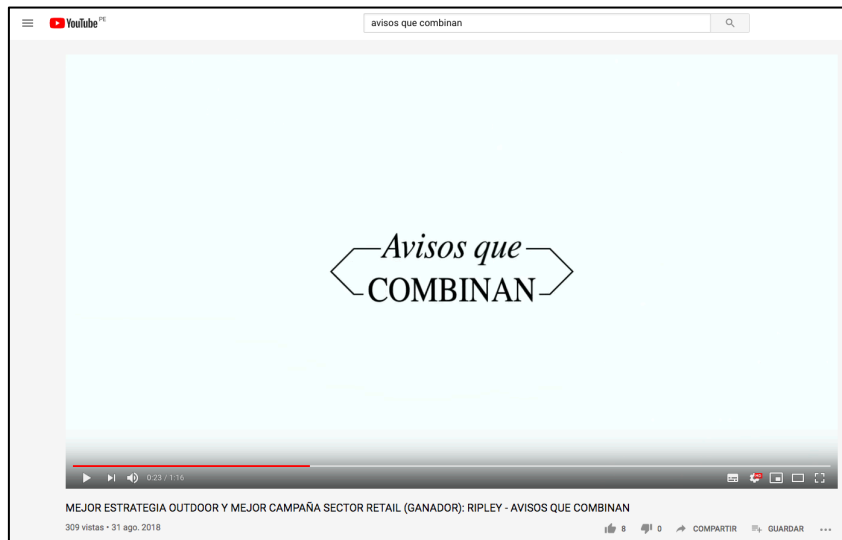 YouTube PE
avisos que combinan
Avisos que
COMBINAN
0:23 / 1:16
HD
MEJOR ESTRATEGIA OUTDOOR Y MEJOR CAMPAÑA SECTOR RETAIL (GANADOR): RIPLEY - AVISOS QUE COMBINAN
309 vistas • 31 ago. 2018
8 0 COMPARTIR GUARDAR